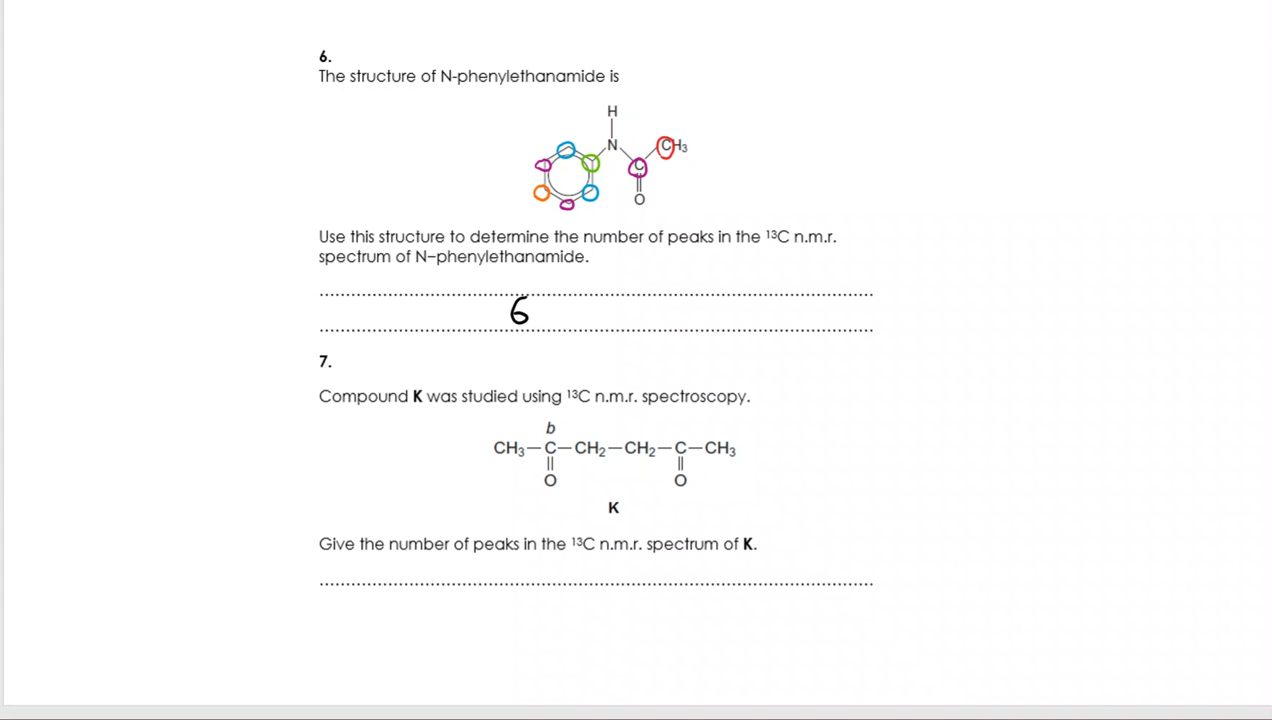 6.
The structure of N-phenylethanamide is
H
N
C
CH₃
O
Use this structure to determine the number of peaks in the ¹³C n.m.r.
spectrum of N–phenylethanamide.
6
7.
Compound K was studied using ¹³C n.m.r. spectroscopy.
b
CH₃—C—CH₂—CH₂—C—CH₃
O O
K
Give the number of peaks in the ¹³C n.m.r. spectrum of K.